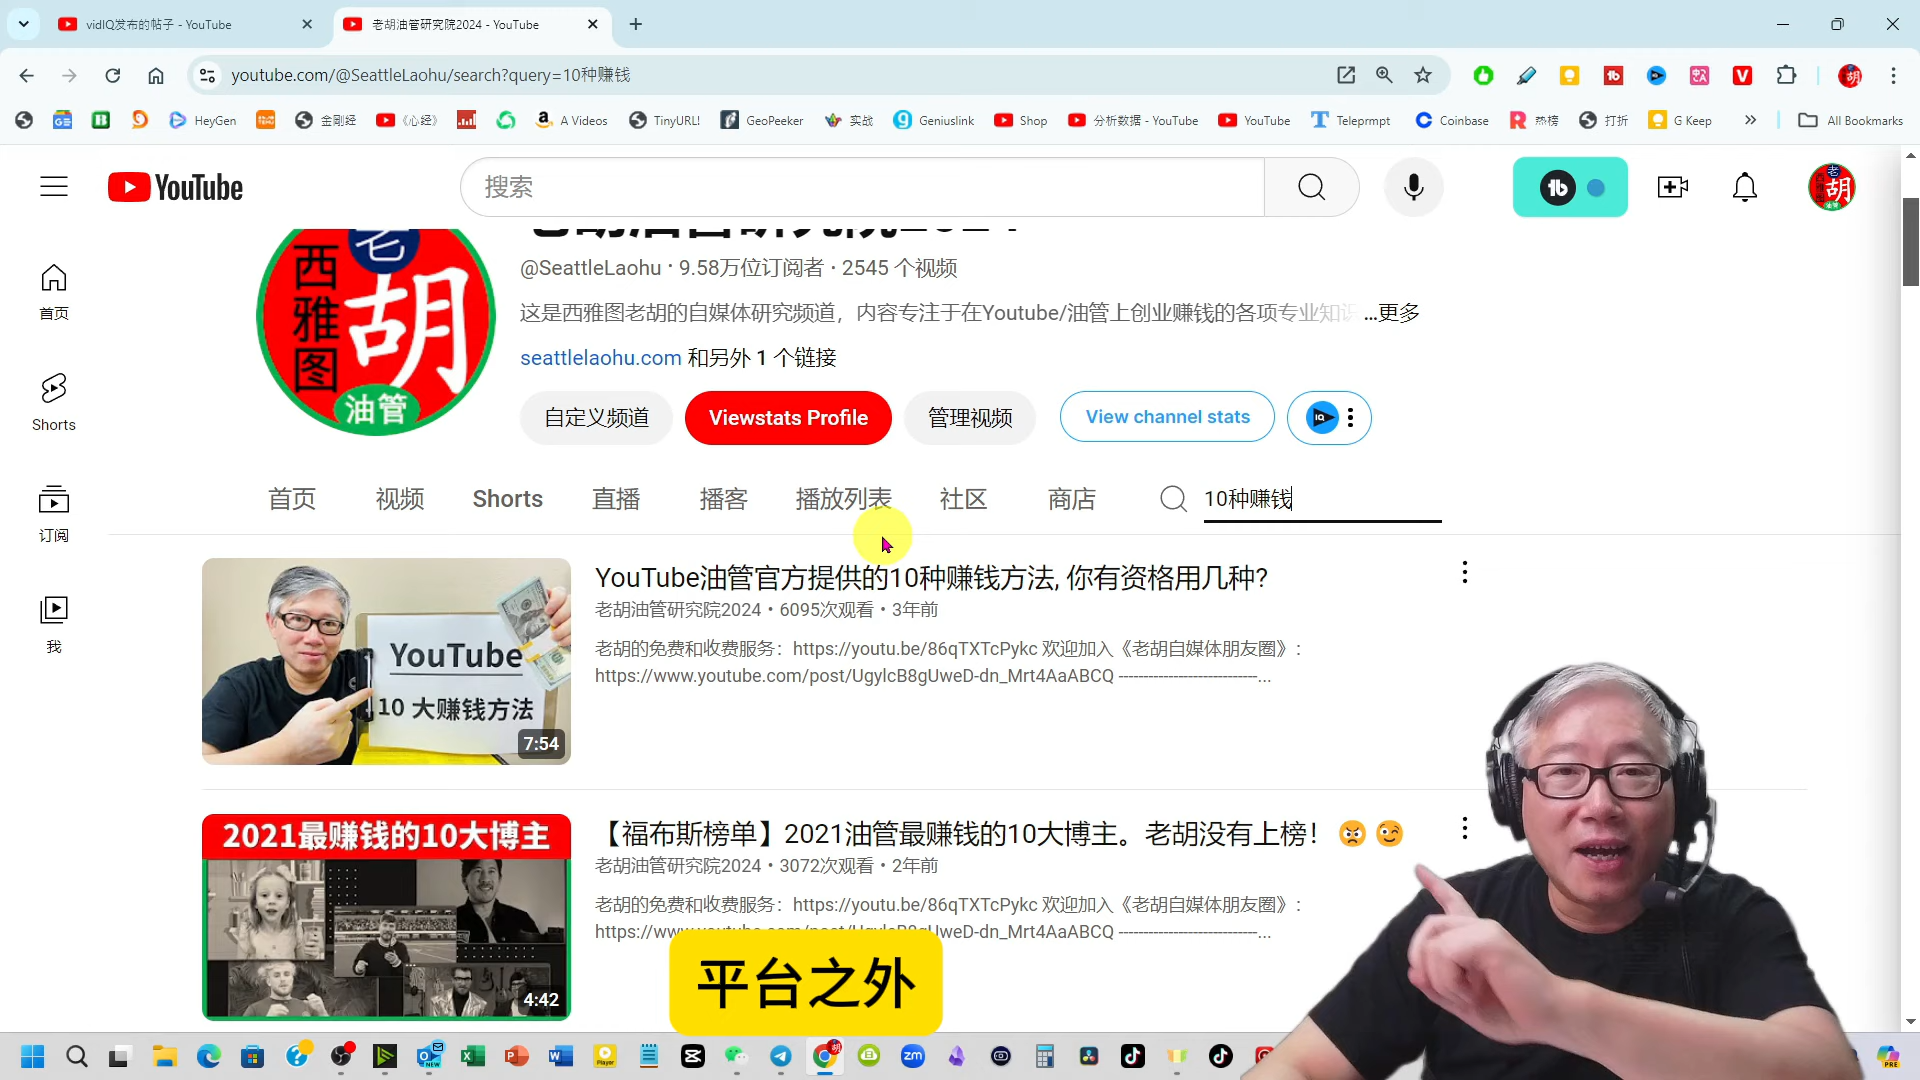 vidIQ发布的帖子 - YouTube
老胡油管研究院2024 - YouTube
youtube.com/@SeattleLaohu/search?query=10种赚钱
HeyGen
金剛经
《心经》
A Videos
TinyURL!
GeoPeeker
实战
Geniuslink
Shop
分析数据 - YouTube
YouTube
Teleprmpt
Coinbase
热榜
打折
G Keep
All Bookmarks
YouTube
搜索
首页
Shorts
订阅
我
西雅图
老胡
油管
@SeattleLaohu · 9.58万位订阅者 · 2545 个视频
这是西雅图老胡的自媒体研究频道，内容专注于在Youtube/油管上创业赚钱的各项专业知识 ...更多
seattlelaohu.com 和另外 1 个链接
自定义频道
Viewstats Profile
管理视频
View channel stats
首页
视频
Shorts
直播
播客
播放列表
社区
商店
10种赚钱
YouTube
10 大赚钱方法
7:54
YouTube油管官方提供的10种赚钱方法, 你有资格用几种?
老胡油管研究院2024 • 6095次观看 • 3年前
老胡的免费和收费服务：https://youtu.be/86qTXTcPykc 欢迎加入《老胡自媒体朋友圈》：
https://www.youtube.com/post/UgylcB8gUweD-dn_Mrt4AaABCQ ----------------------------...
2021最赚钱的10大博主
4:42
【福布斯榜单】2021油管最赚钱的10大博主。老胡没有上榜！ 😠 😉
老胡油管研究院2024 • 3072次观看 • 2年前
老胡的免费和收费服务：https://youtu.be/86qTXTcPykc 欢迎加入《老胡自媒体朋友圈》：
平台之外